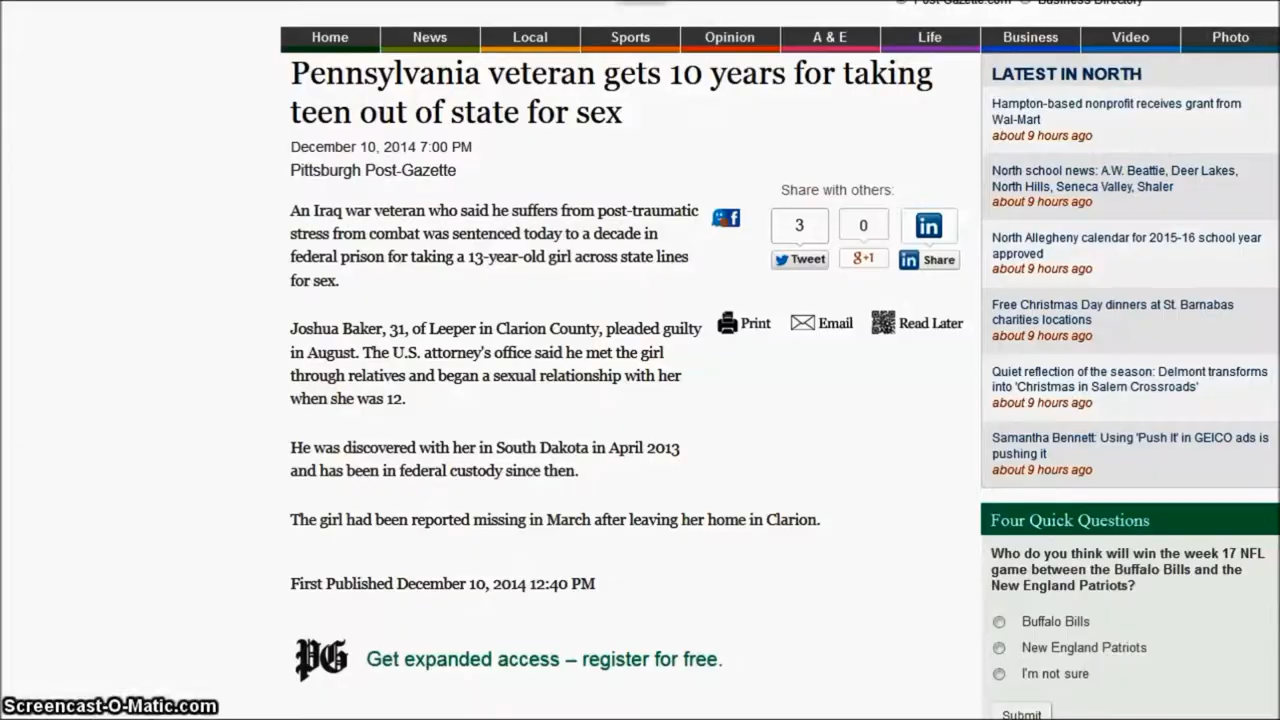 Post-Gazette.com Business Directory
Home News Local Sports Opinion A & E Life Business Video Photo
Pennsylvania veteran gets 10 years for taking
teen out of state for sex
December 10, 2014 7:00 PM
Pittsburgh Post-Gazette
Share with others:
3 0 in
Tweet g+1 in Share
Print Email Read Later
An Iraq war veteran who said he suffers from post-traumatic
stress from combat was sentenced today to a decade in
federal prison for taking a 13-year-old girl across state lines
for sex.
Joshua Baker, 31, of Leeper in Clarion County, pleaded guilty
in August. The U.S. attorney's office said he met the girl
through relatives and began a sexual relationship with her
when she was 12.
He was discovered with her in South Dakota in April 2013
and has been in federal custody since then.
The girl had been reported missing in March after leaving her home in Clarion.
First Published December 10, 2014 12:40 PM
PG Get expanded access – register for free.
LATEST IN NORTH
Hampton-based nonprofit receives grant from
Wal-Mart
about 9 hours ago
North school news: A.W. Beattie, Deer Lakes,
North Hills, Seneca Valley, Shaler
about 9 hours ago
North Allegheny calendar for 2015-16 school year
approved
about 9 hours ago
Free Christmas Day dinners at St. Barnabas
charities locations
about 9 hours ago
Quiet reflection of the season: Delmont transforms
into 'Christmas in Salem Crossroads'
about 9 hours ago
Samantha Bennett: Using 'Push It' in GEICO ads is
pushing it
about 9 hours ago
Four Quick Questions
Who do you think will win the week 17 NFL
game between the Buffalo Bills and the
New England Patriots?
Buffalo Bills
New England Patriots
I'm not sure
Submit
Screencast-O-Matic.com